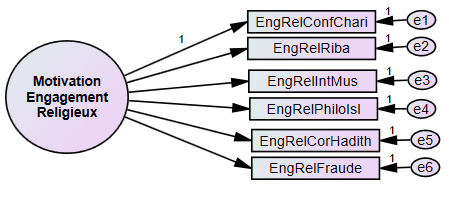 1
EngRelConfChari
1
e1
EngRelRiba
1
e2
Motivation
Engagement
Religieux
EngRelIntMus
1
e3
EngRelPhiloIsl
1
e4
EngRelCorHadith
1
e5
EngRelFraude
1
e6